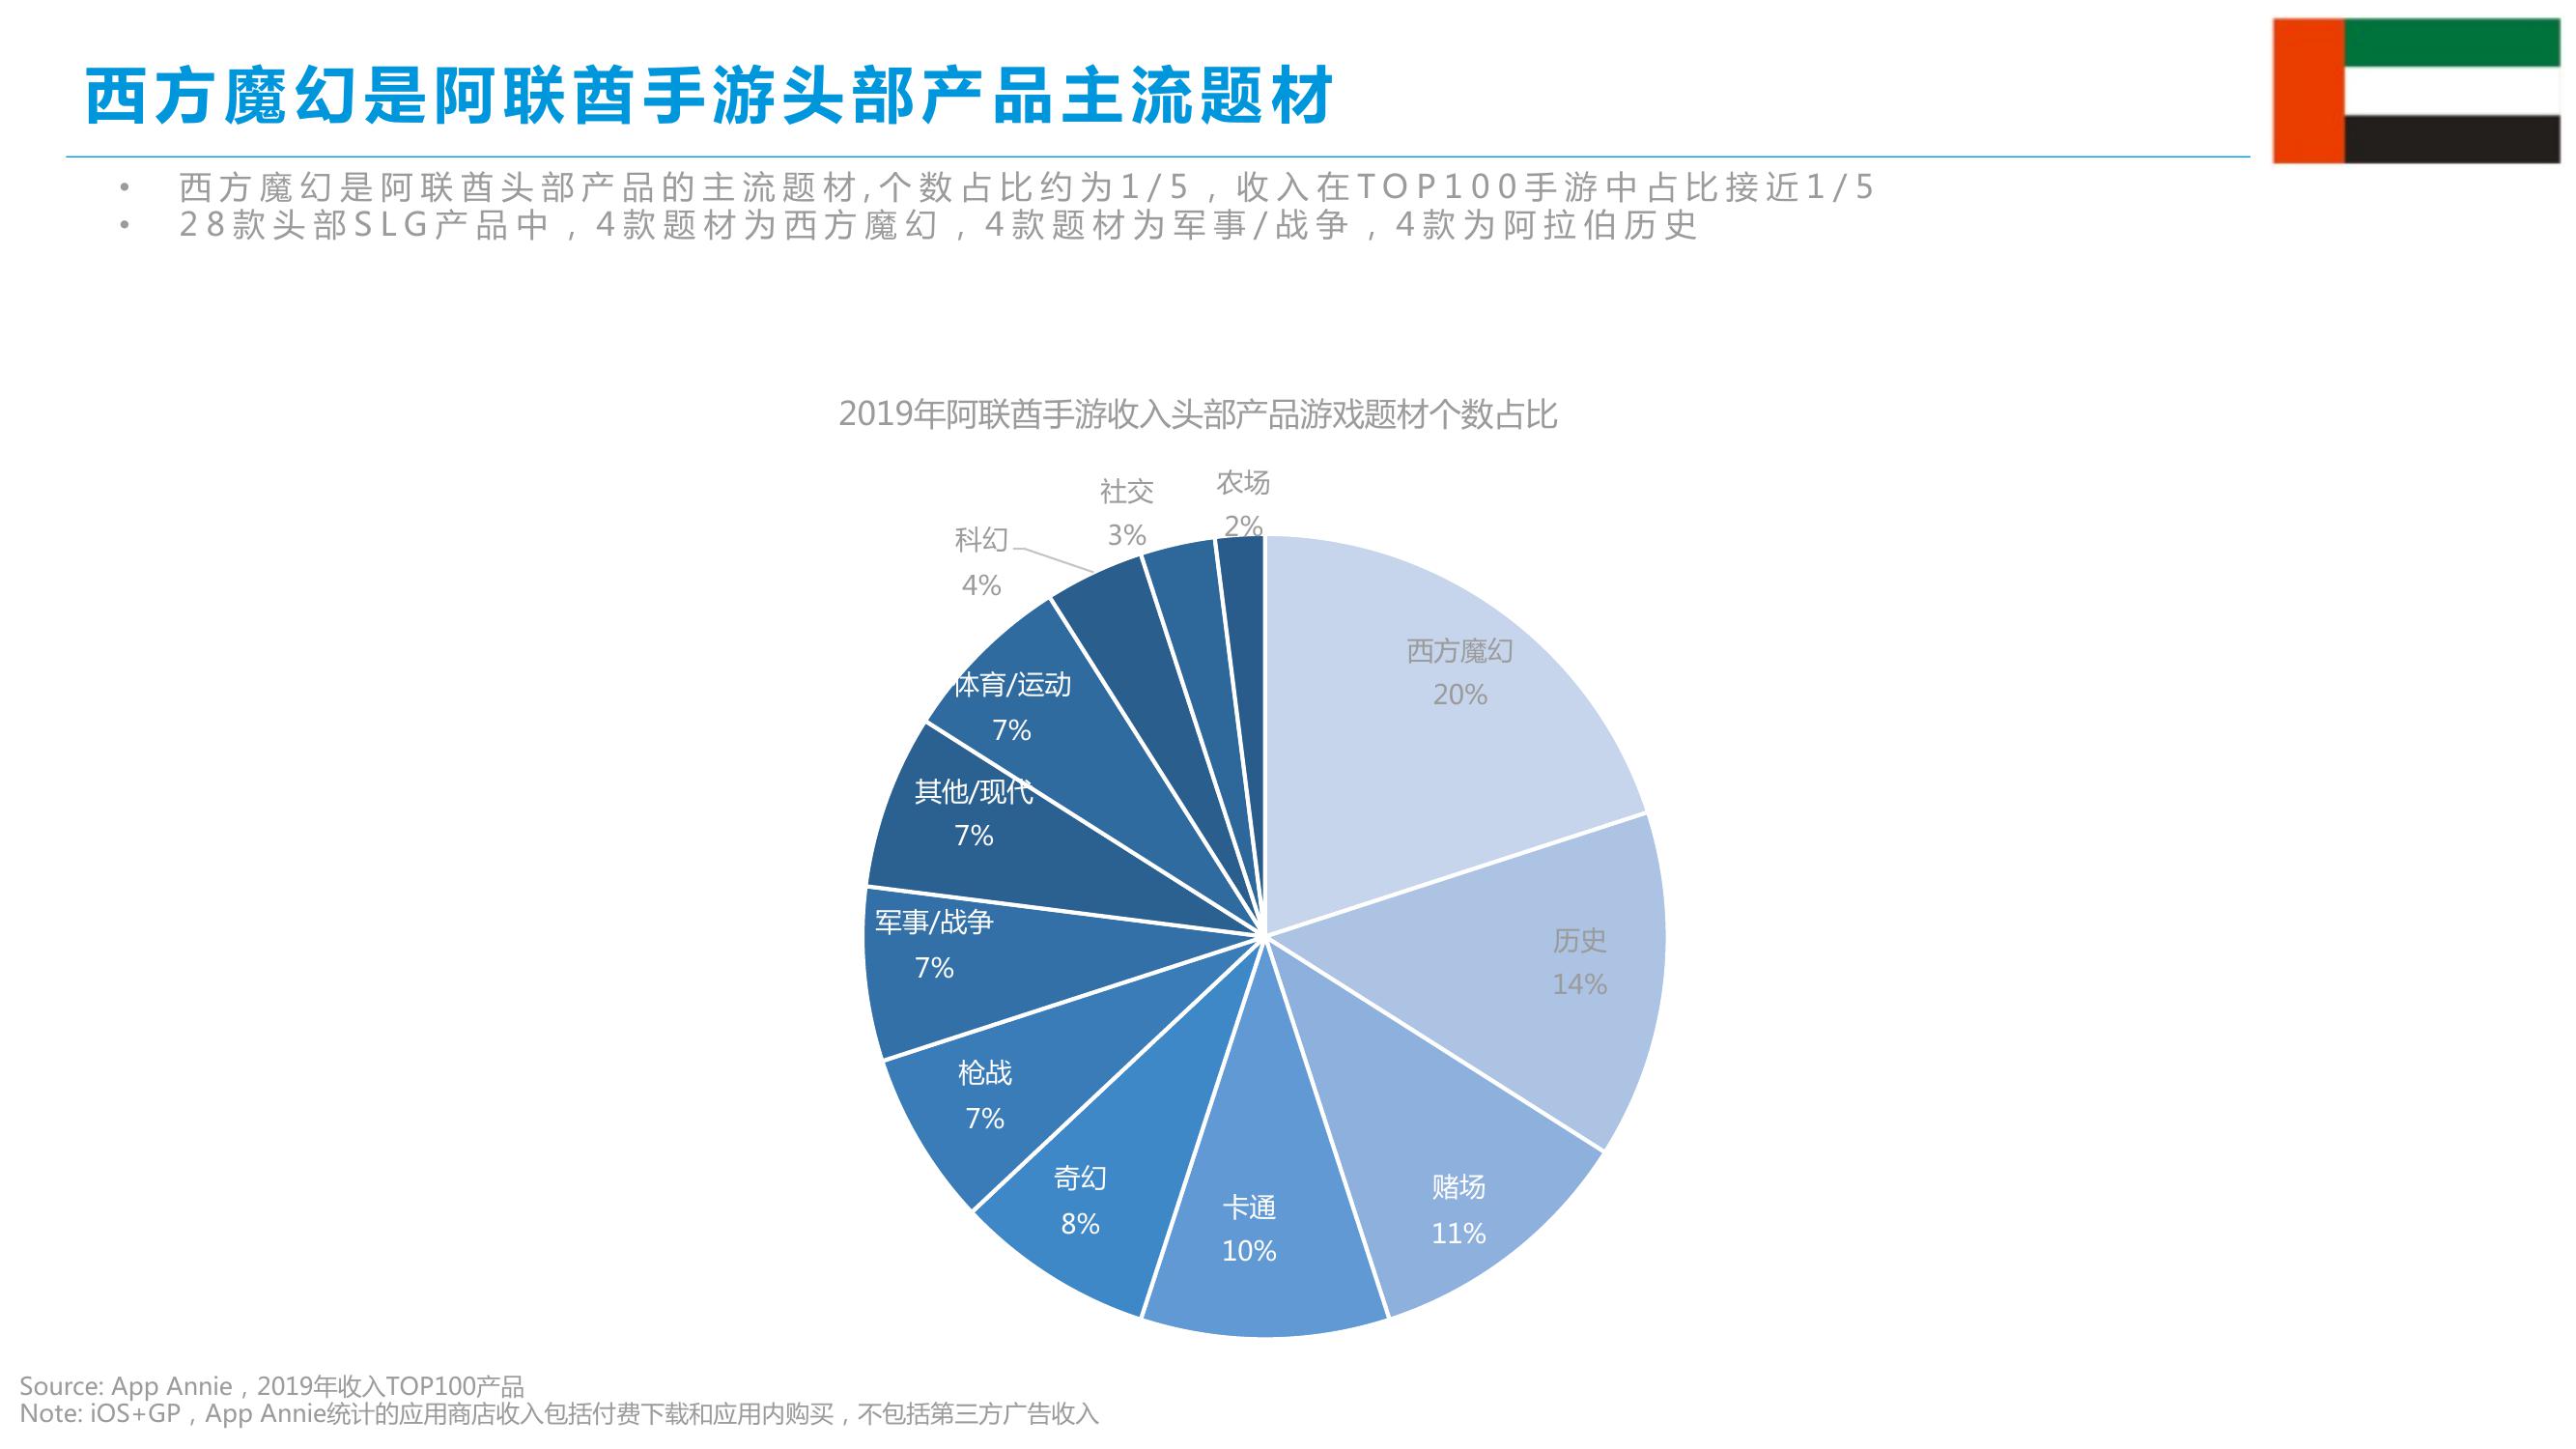 西方魔幻是阿联酋手游头部产品主流题材
• 西方魔幻是阿联酋头部产品的主流题材,个数占比约为1/5，收入在TOP100手游中占比接近1/5
• 28款头部SLG产品中，4款题材为西方魔幻，4款题材为军事/战争，4款为阿拉伯历史
2019年阿联酋手游收入头部产品游戏题材个数占比
农场
2%
社交
3%
科幻
4%
体育/运动
7%
其他/现代
7%
军事/战争
7%
枪战
7%
奇幻
8%
卡通
10%
赌场
11%
历史
14%
西方魔幻
20%
Source: App Annie，2019年收入TOP100产品
Note: iOS+GP，App Annie统计的应用商店收入包括付费下载和应用内购买，不包括第三方广告收入